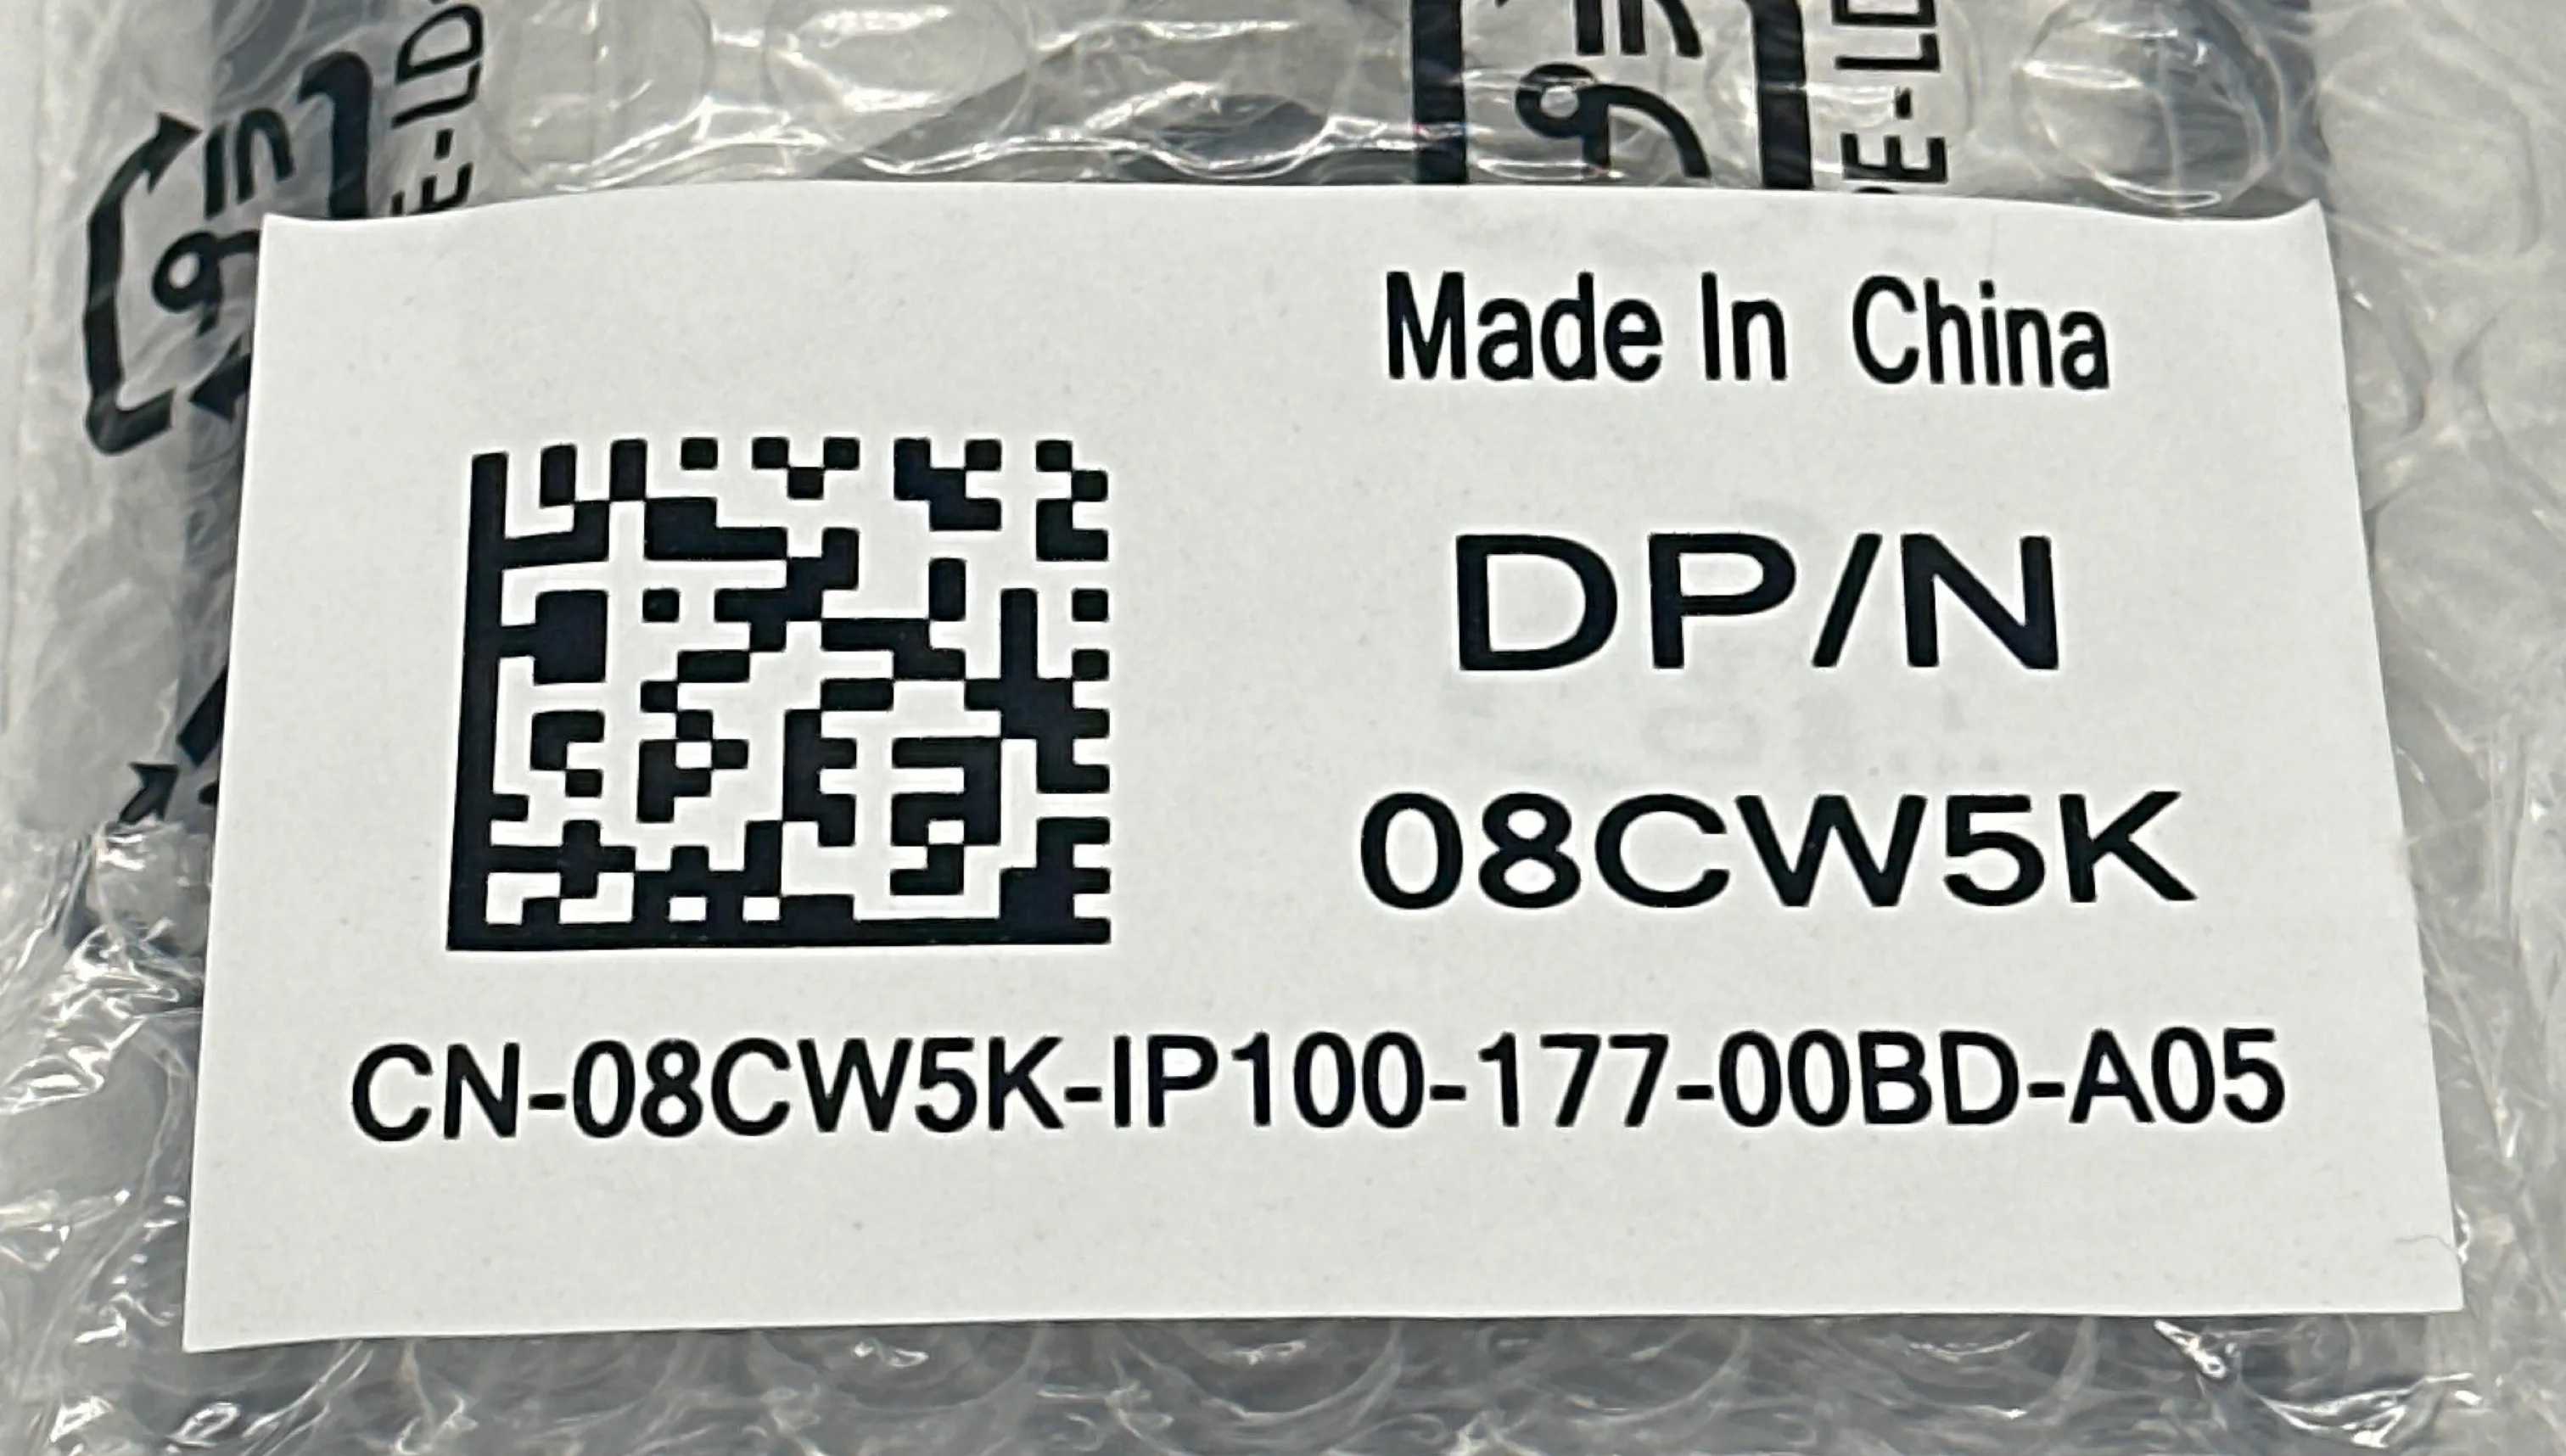 Made In China
DP/N
08CW5K
CN-08CW5K-IP100-177-00BD-A05